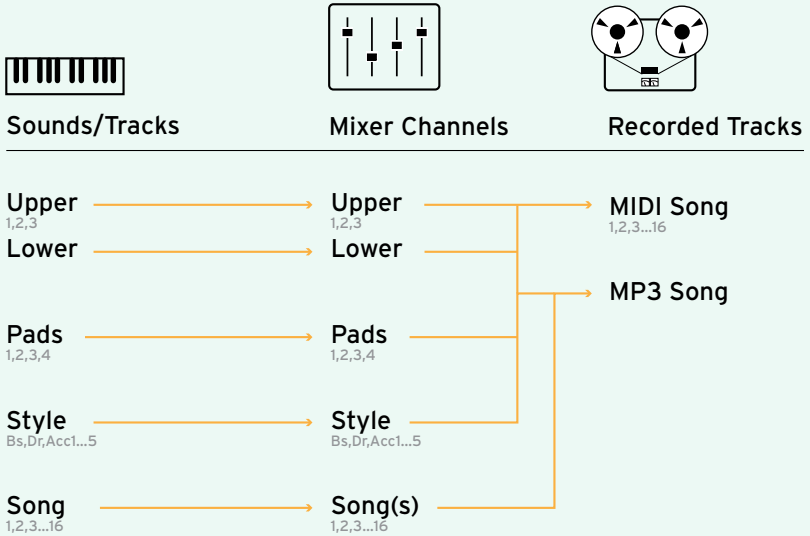 Sounds/Tracks Mixer Channels Recorded Tracks
Upper Upper MIDI Song
1,2,3 1,2,3 1,2,3...16
Lower Lower
MP3 Song
Pads Pads
1,2,3,4 1,2,3,4
Style Style
Bs,Dr,Acc1...5 Bs,Dr,Acc1...5
Song Song(s)
1,2,3...16 1,2,3...16